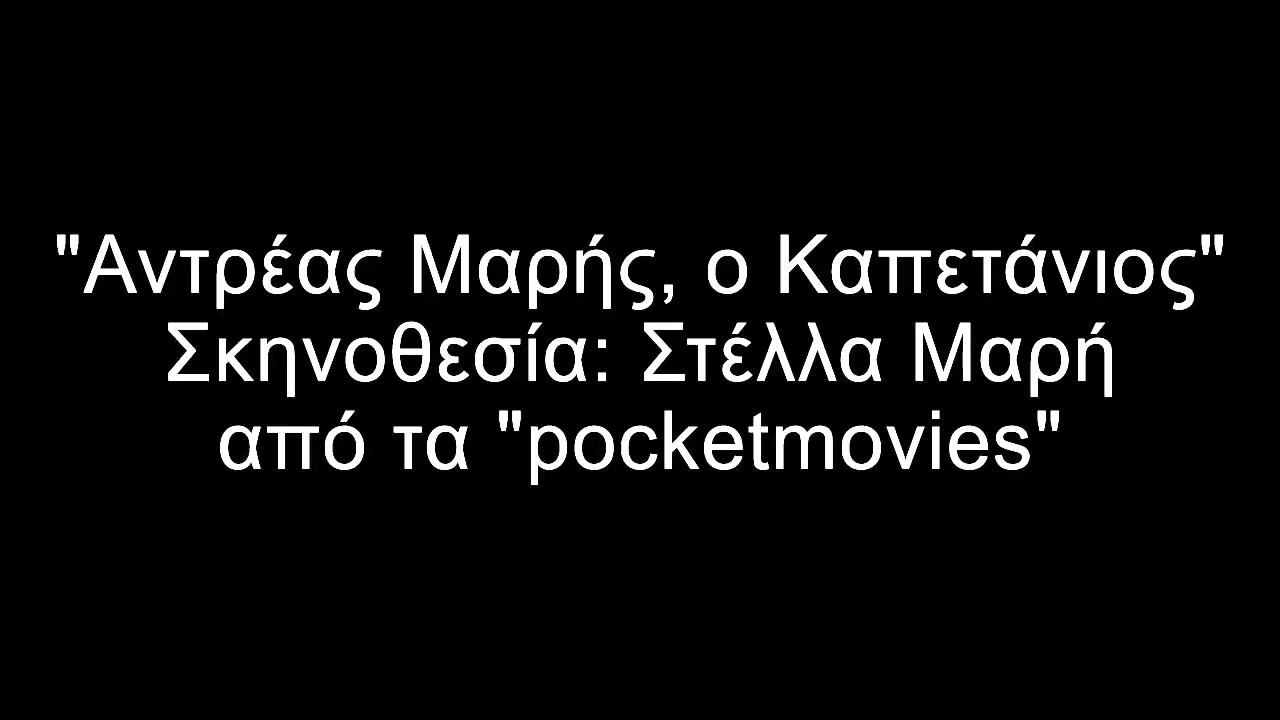 "Αντρέας Μαρής, ο Καπετάνιος"
Σκηνοθεσία: Στέλλα Μαρή
από τα "pocketmovies"